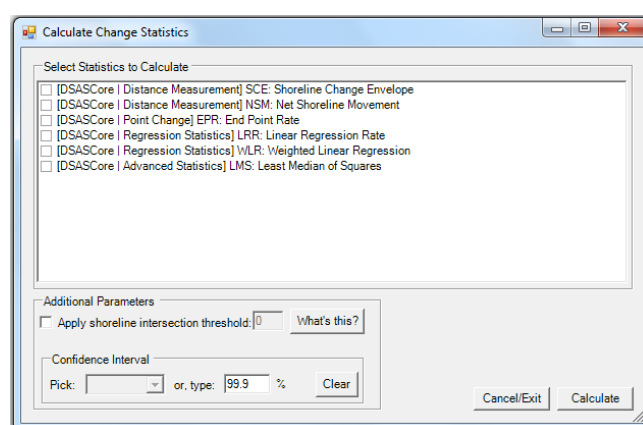 Calculate Change Statistics
Select Statistics to Calculate
[DSASCore | Distance Measurement] SCE: Shoreline Change Envelope
[DSASCore | Distance Measurement] NSM: Net Shoreline Movement
[DSASCore | Point Change] EPR: End Point Rate
[DSASCore | Regression Statistics] LRR: Linear Regression Rate
[DSASCore | Regression Statistics] WLR: Weighted Linear Regression
[DSASCore | Advanced Statistics] LMS: Least Median of Squares
Additional Parameters
Apply shoreline intersection threshold: 0 What's this?
Confidence Interval
Pick: or, type: 99.9 % Clear
Cancel/Exit Calculate